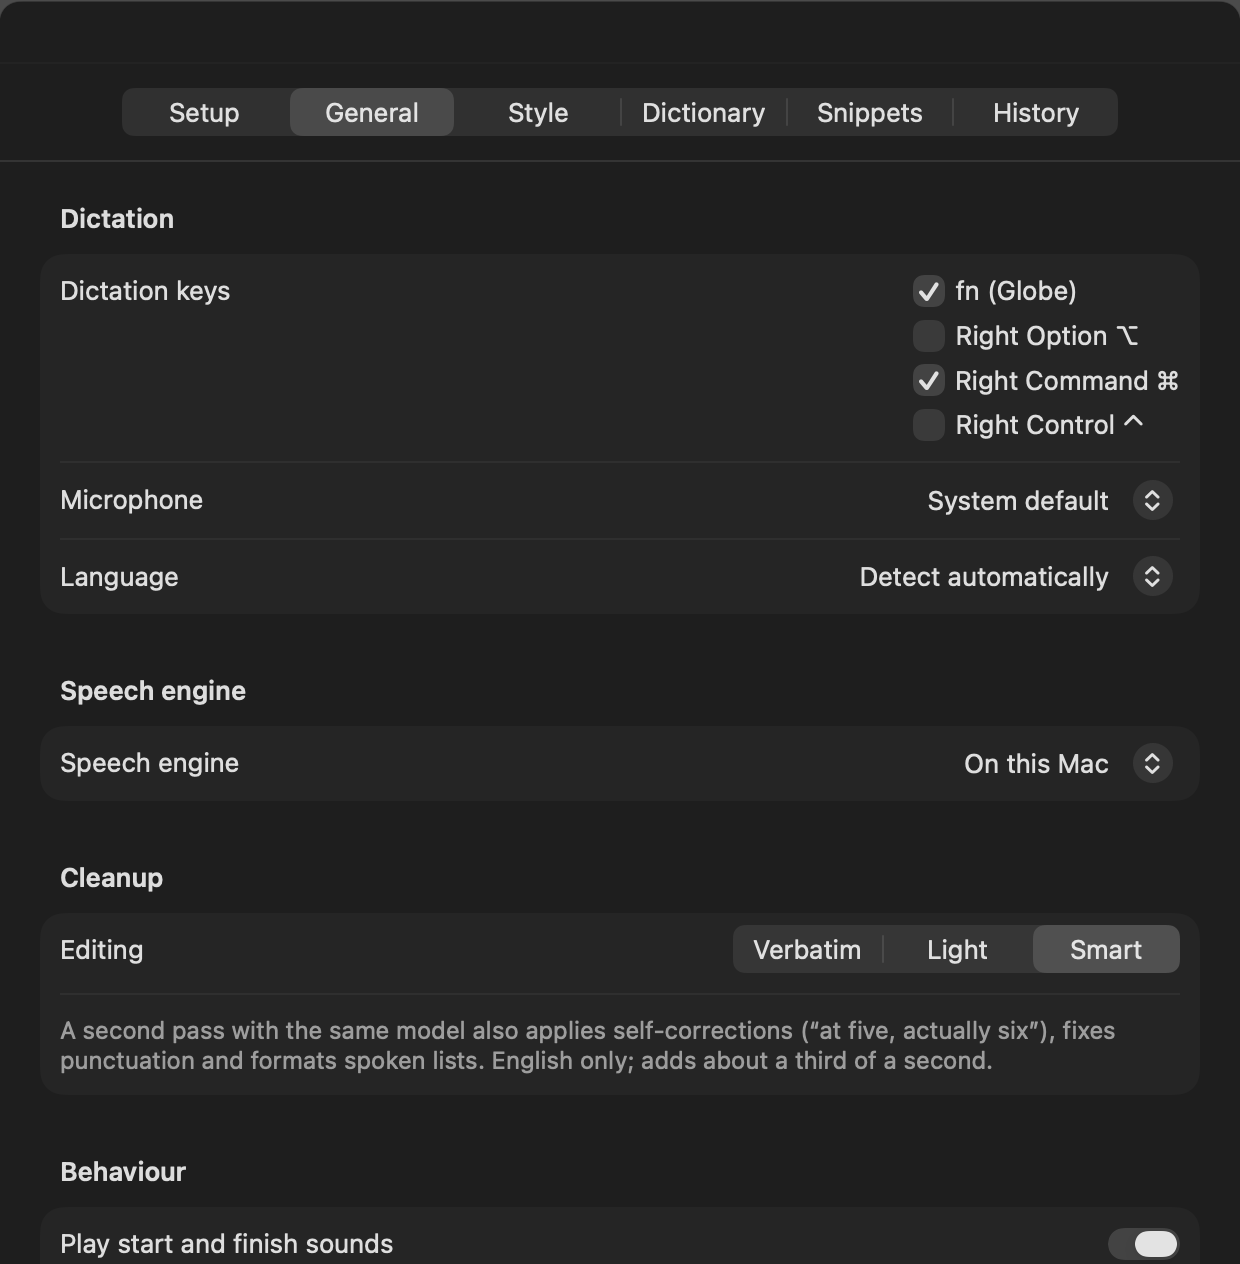 Setup
General
Style
Dictionary
Snippets
History
Dictation
Dictation keys
fn (Globe)
Right Option ⌥
Right Command ⌘
Right Control ^
Microphone
System default
Language
Detect automatically
Speech engine
Speech engine
On this Mac
Cleanup
Editing
Verbatim
Light
Smart
A second pass with the same model also applies self-corrections (“at five, actually six”), fixes
punctuation and formats spoken lists. English only; adds about a third of a second.
Behaviour
Play start and finish sounds